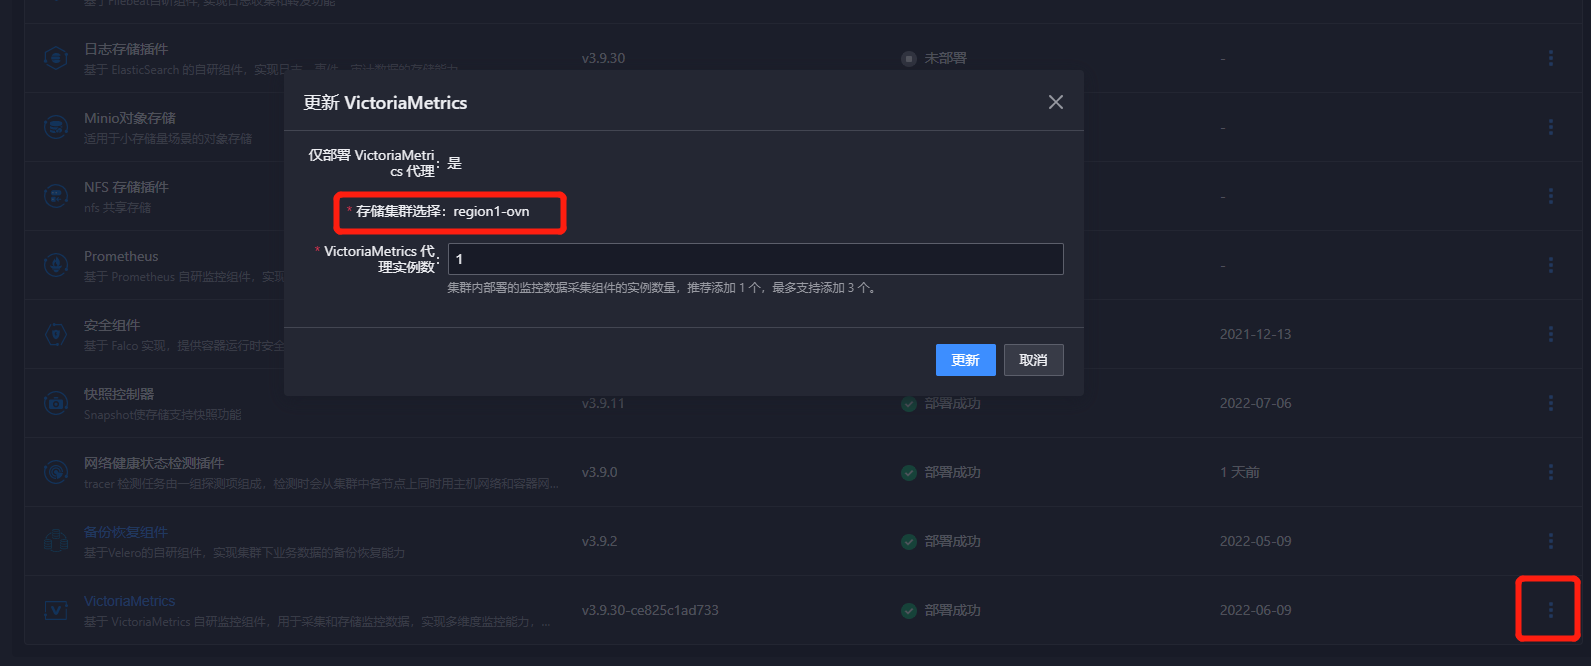 基于Filebeat自研组件, 实现日志收集和转发功能
日志存储插件
基于 ElasticSearch 的自研组件，实现日志、事件、审计数据的存储能力
v3.9.30
未部署
-
更新 VictoriaMetrics
Minio对象存储
适用于小存储量场景的对象存储
-
仅部署 VictoriaMetri
cs 代理：是
NFS 存储插件
nfs 共享存储
-
* 存储集群选择：region1-ovn
Prometheus
基于 Prometheus 自研监控组件，实现
-
* VictoriaMetrics 代
理实例数：1
集群内部署的监控数据采集组件的实例数量，推荐添加 1 个，最多支持添加 3 个。
安全组件
基于 Falco 实现，提供容器运行时安全
2021-12-13
更新
取消
快照控制器
Snapshot使存储支持快照功能
v3.9.11
部署成功
2022-07-06
网络健康状态检测插件
tracer 检测任务由一组探测项组成，检测时会从集群中各节点上同时用主机网络和容器网...
v3.9.0
部署成功
1 天前
备份恢复组件
基于Velero的自研组件，实现集群下业务数据的备份恢复能力
v3.9.2
部署成功
2022-05-09
VictoriaMetrics
基于 VictoriaMetrics 自研监控组件，用于采集和存储监控数据，实现多维度监控能力，...
v3.9.30-ce825c1ad733
部署成功
2022-06-09